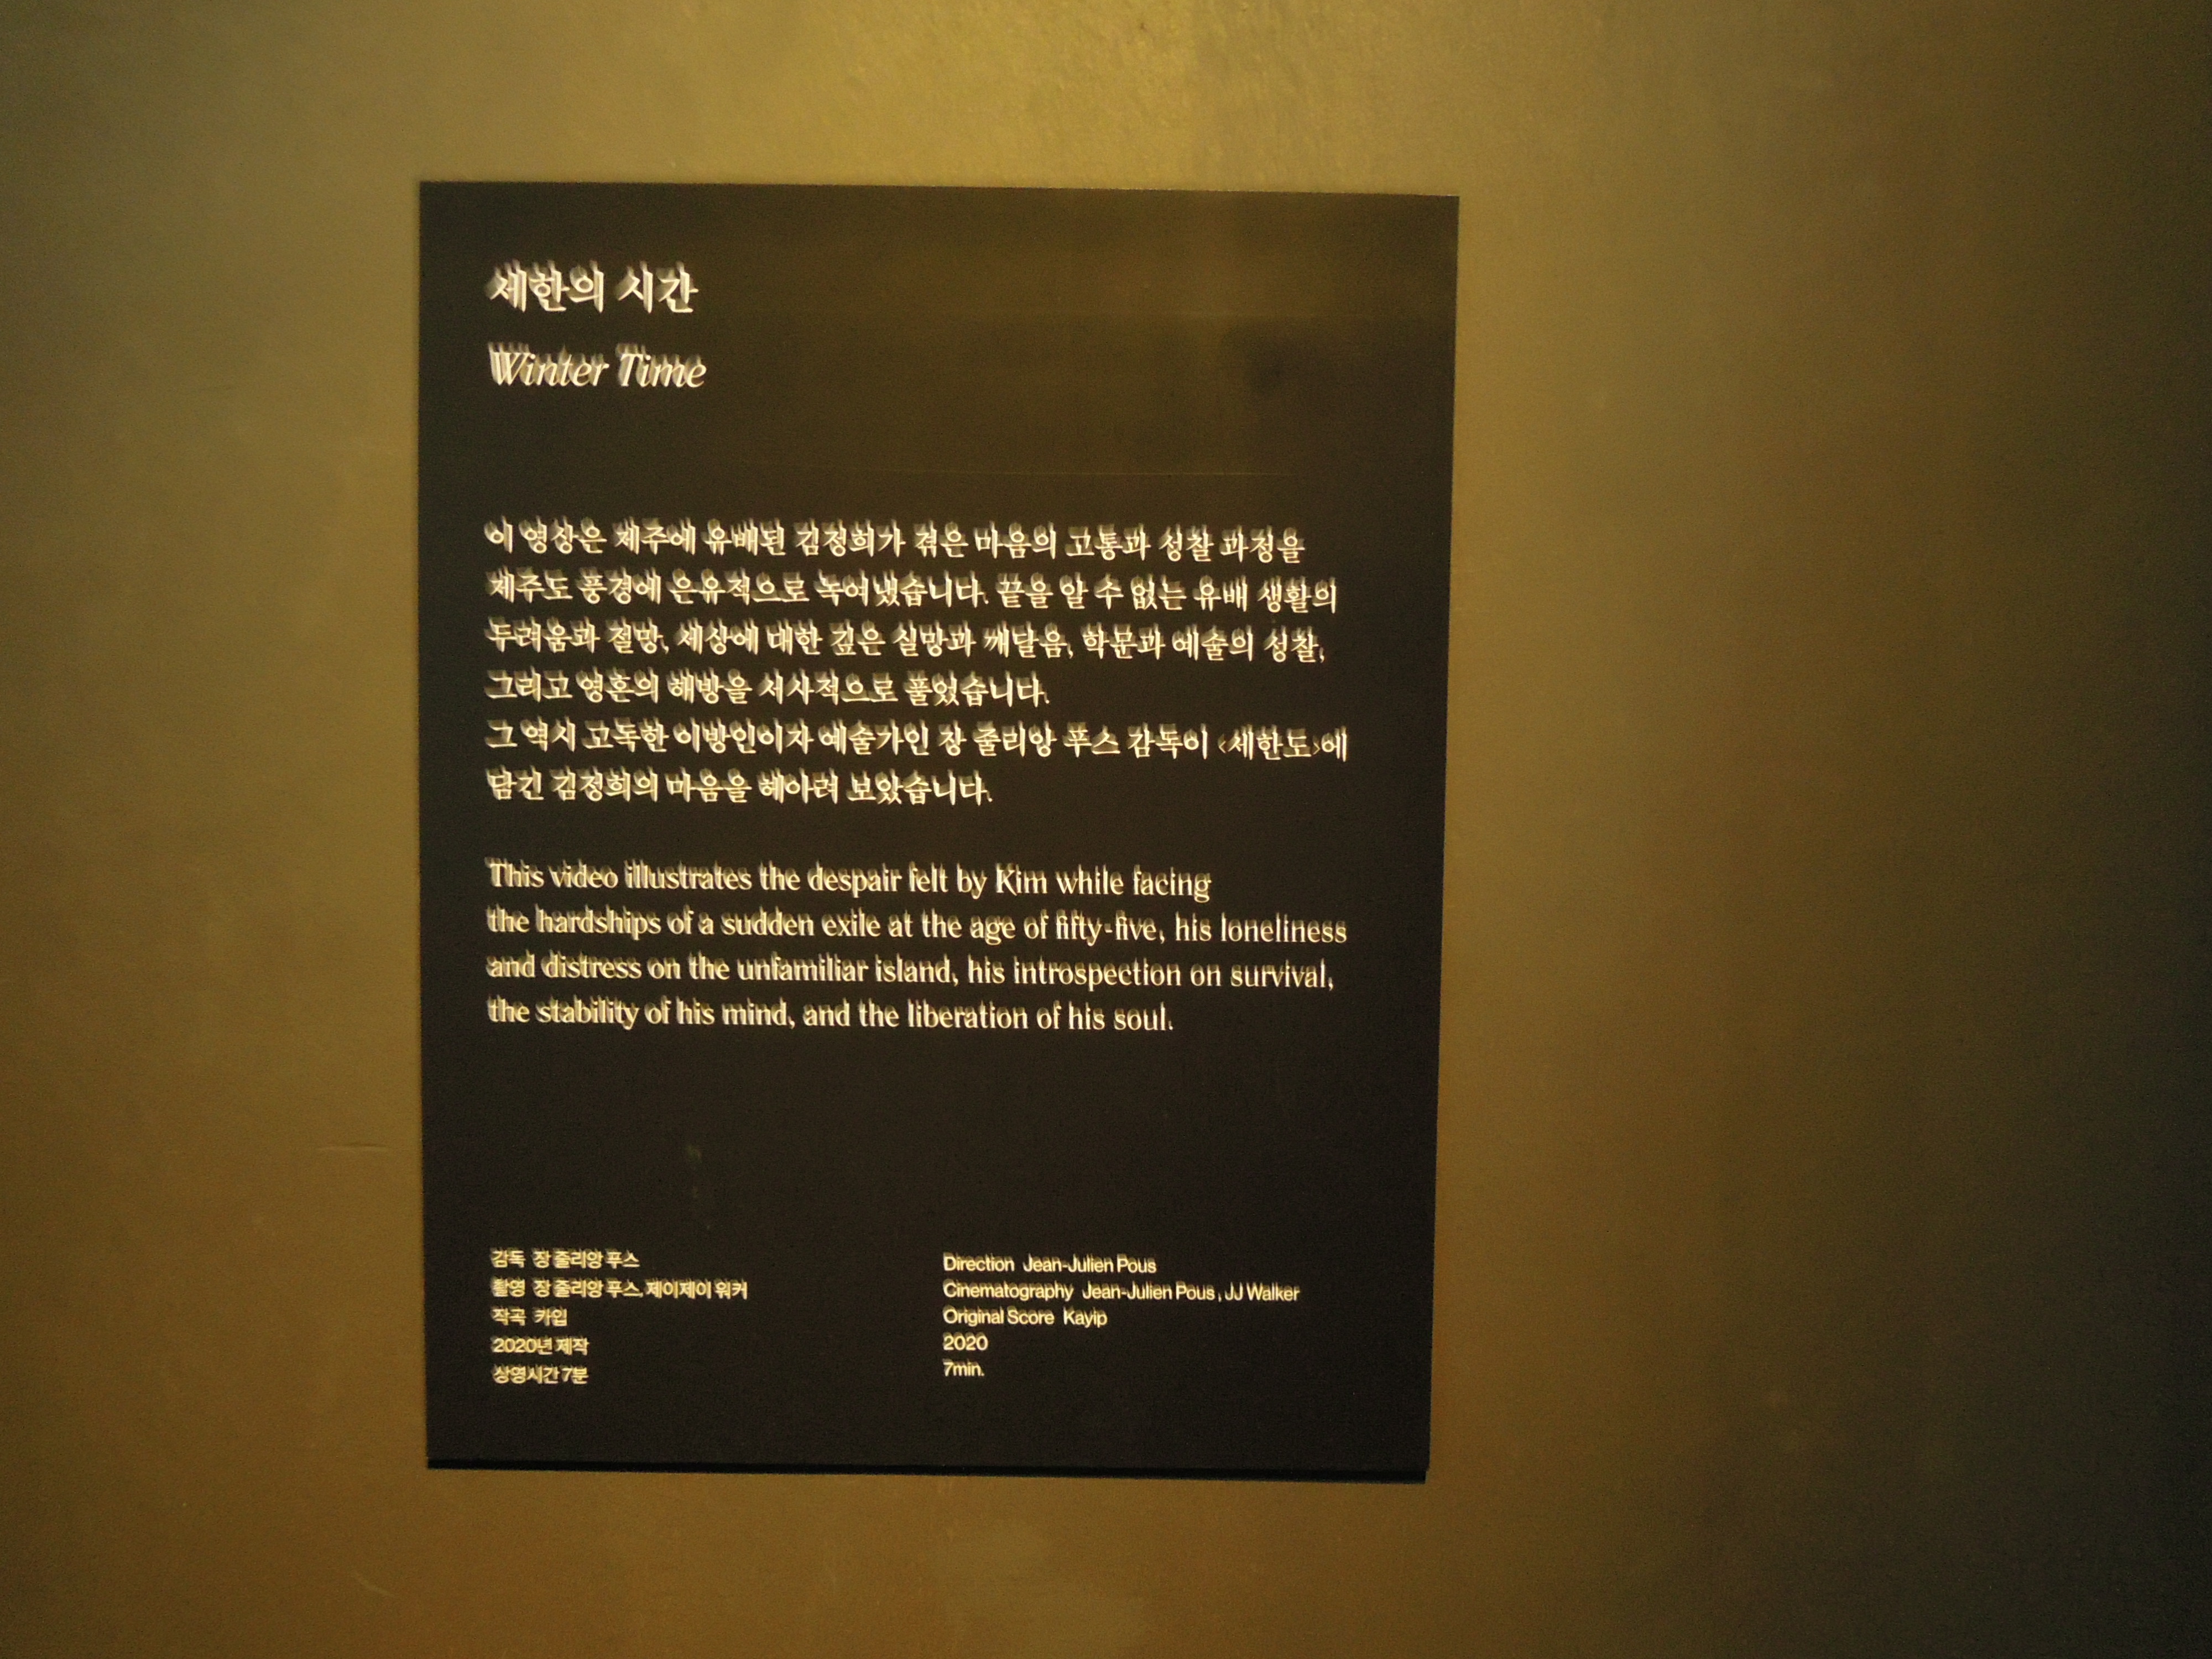 세한의 시간
Winter Time
이 영상은 제주에 유배된 김정희가 겪은 마음의 고통과 성찰 과정을
제주도 풍경에 은유적으로 녹여냈습니다. 끝을 알 수 없는 유배 생활의
두려움과 절망, 세상에 대한 깊은 실망과 깨달음, 학문과 예술의 성찰,
그리고 영혼의 해방을 서사적으로 풀었습니다.
그 역시 고독한 이방인이자 예술가인 장 줄리앙 푸스 감독이 <세한도>에
담긴 김정희의 마음을 헤아려 보았습니다.
This video illustrates the despair felt by Kim while facing
the hardships of a sudden exile at the age of fifty-five, his loneliness
and distress on the unfamiliar island, his introspection on survival,
the stability of his mind, and the liberation of his soul.
감독 장 줄리앙 푸스
촬영 장 줄리앙 푸스, 제이제이 워커
작곡 카입
2020년 제작
상영시간 7분
Direction Jean-Julien Pous
Cinematography Jean-Julien Pous, JJ Walker
Original Score Kayip
2020
7min.